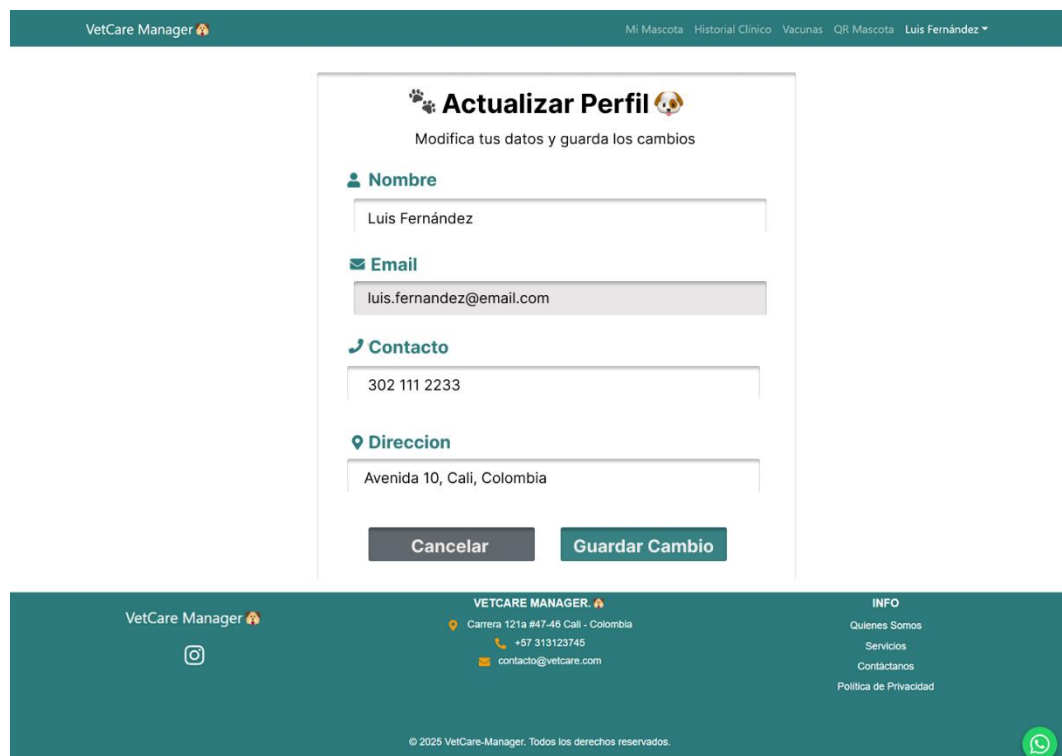 VetCare Manager
Mi Mascota Historial Clínico Vacunas QR Mascota Luis Fernández
Actualizar Perfil
Modifica tus datos y guarda los cambios
Nombre
Luis Fernández
Email
luis.fernandez@email.com
Contacto
302 111 2233
Direccion
Avenida 10, Cali, Colombia
Cancelar
Guardar Cambio
VetCare Manager
VETCARE MANAGER.
Carrera 121a #47-46 Cali - Colombia
+57 313123745
contacto@vetcare.com
INFO
Quienes Somos
Servicios
Contáctanos
Política de Privacidad
© 2025 VetCare-Manager. Todos los derechos reservados.